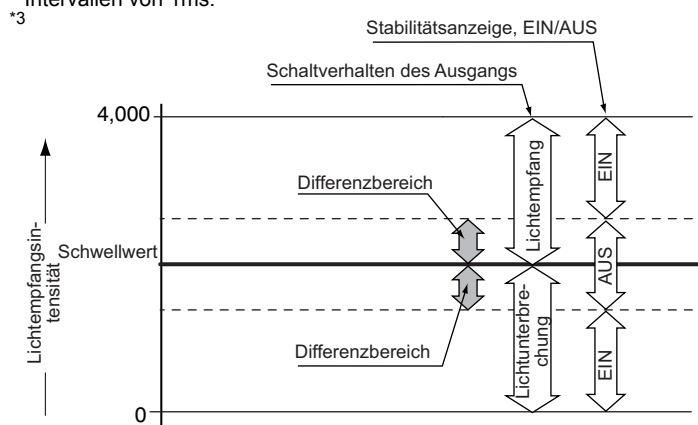 Intervallen von 1ms.
*3
Stabilitätsanzeige, EIN/AUS
Schaltverhalten des Ausgangs
4,000
Lichtempfang
EIN
Differenzbereich
Lichtempfangsin-
tensität
Schwellwert
AUS
Differenzbereich
Lichtunterbre-
chung
EIN
0